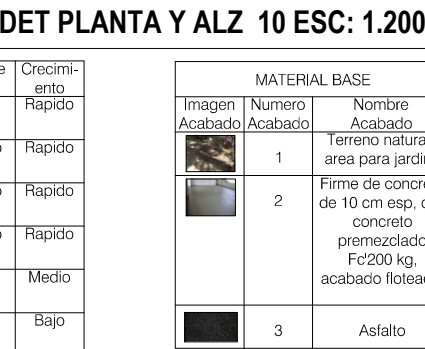 DET PLANTA Y ALZ 10 ESC: 1.200
Crecimi-
ento
Rapido
Rapido
Rapido
Rapido
Medio
Bajo
MATERIAL BASE
Imagen Numero Nombre
Acabado Acabado Acabado
Terreno natura
1 area para jardi
Firme de concre
2 de 10 cm esp,
concreto
premezclado
Fc'200 kg,
acabado flotea
3 Asfalto